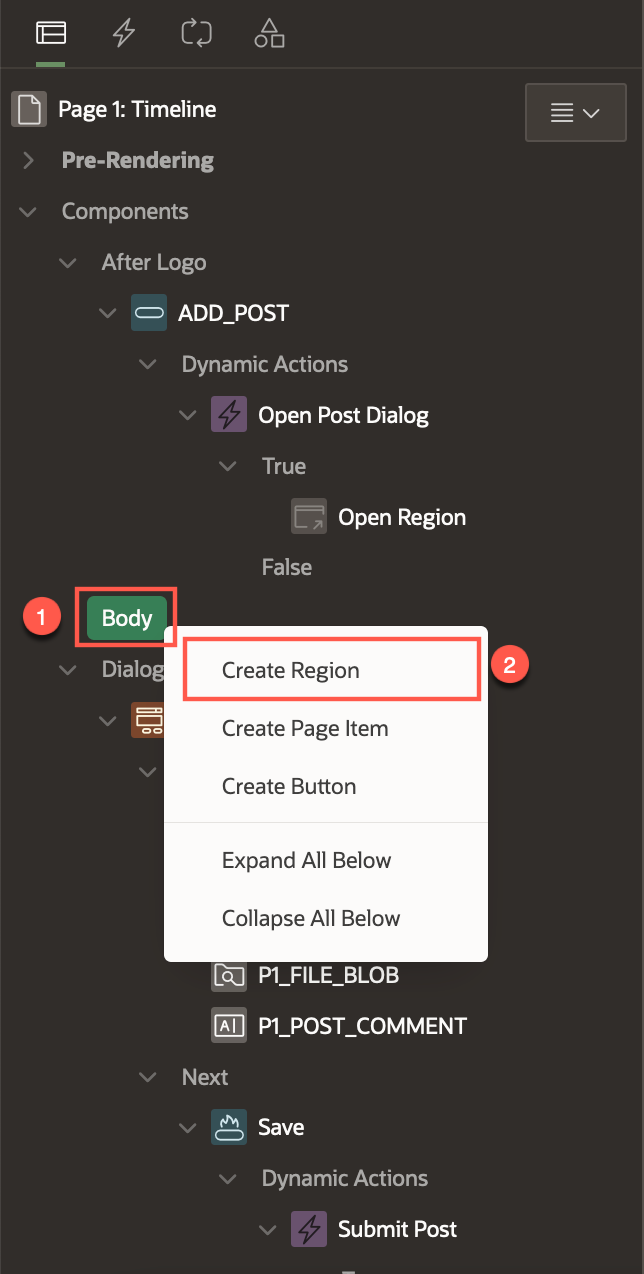 Page 1: Timeline
Pre-Rendering
Components
After Logo
ADD_POST
Dynamic Actions
Open Post Dialog
True
Open Region
False
1 Body
Dialog
Create Region 2
Create Page Item
Create Button
Expand All Below
Collapse All Below
P1_FILE_BLOB
P1_POST_COMMENT
Next
Save
Dynamic Actions
Submit Post